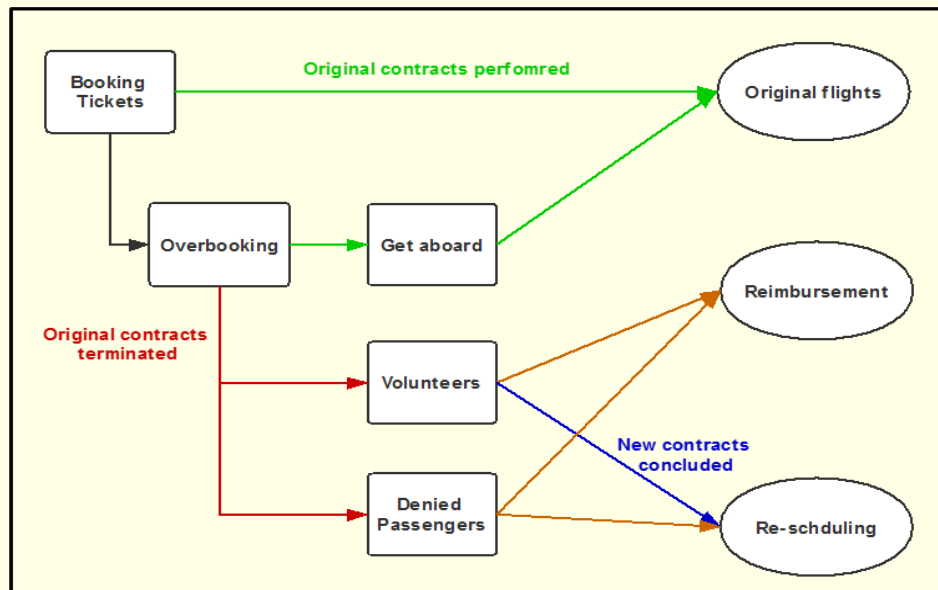 Booking
Tickets
Original contracts perfomred
Original flights
Overbooking
Get aboard
Reimbursement
Original contracts
terminated
Volunteers
New contracts
concluded
Denied
Passengers
Re-schduling